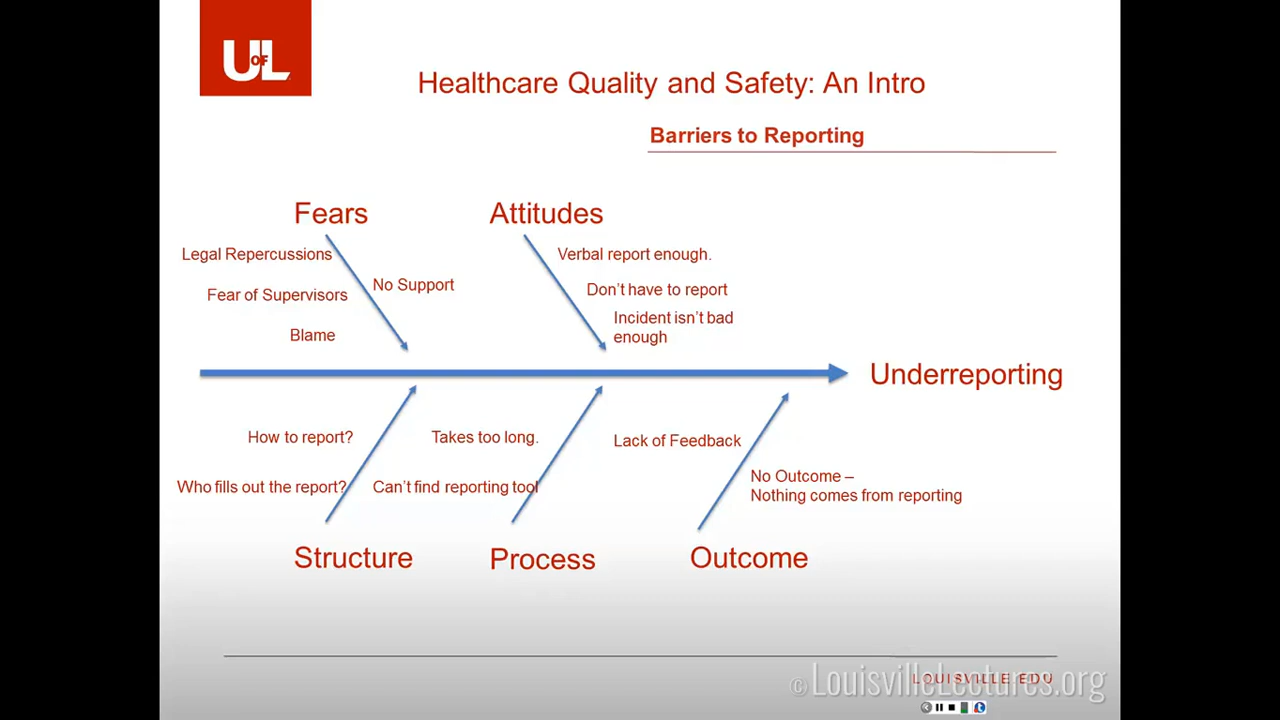 UofL
Healthcare Quality and Safety: An Intro
Barriers to Reporting
Fears
Attitudes
Legal Repercussions
Verbal report enough.
No Support
Don't have to report
Fear of Supervisors
Incident isn't bad
enough
Blame
Underreporting
How to report?
Takes too long.
Lack of Feedback
Who fills out the report?
Can't find reporting tool
No Outcome –
Nothing comes from reporting
Structure
Process
Outcome
LOUISVILLE.EDU
© LouisvilleLectures.org